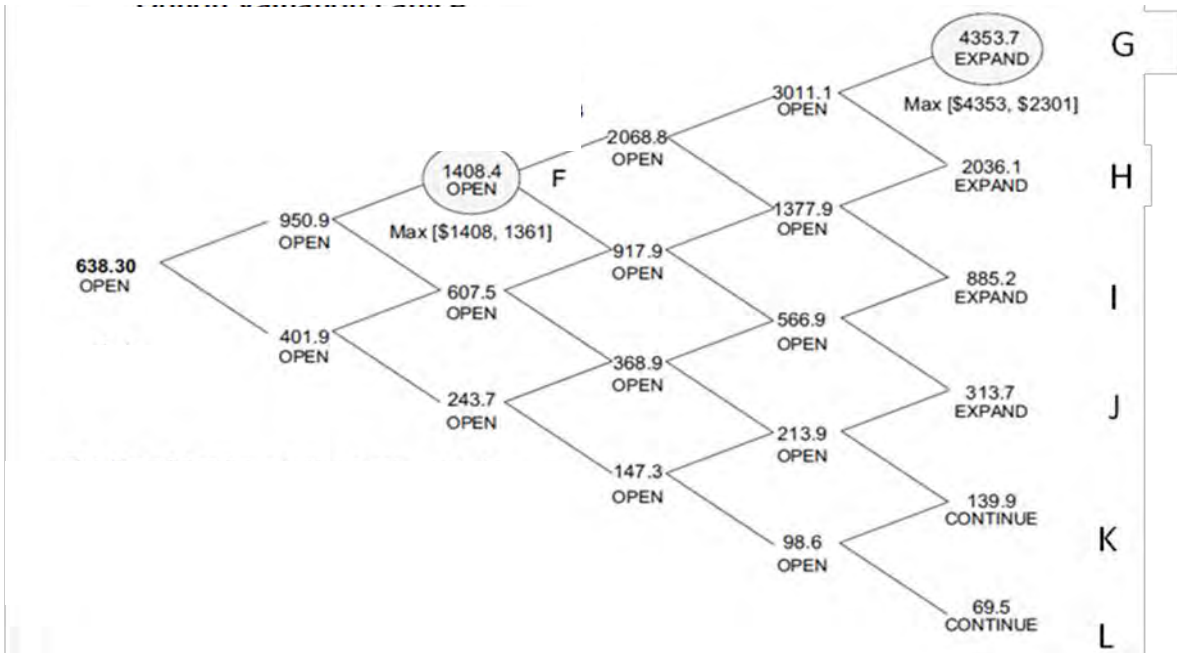 4353.7
EXPAND
G
Max [$4353, $2301]
3011.1
OPEN
2068.8
OPEN
1408.4
OPEN
F
Max [$1408, 1361]
2036.1
EXPAND
H
950.9
OPEN
1377.9
OPEN
917.9
OPEN
638.30
OPEN
607.5
OPEN
885.2
EXPAND
I
401.9
OPEN
566.9
OPEN
368.9
OPEN
243.7
OPEN
313.7
EXPAND
J
213.9
OPEN
147.3
OPEN
139.9
CONTINUE
K
98.6
OPEN
69.5
CONTINUE
L